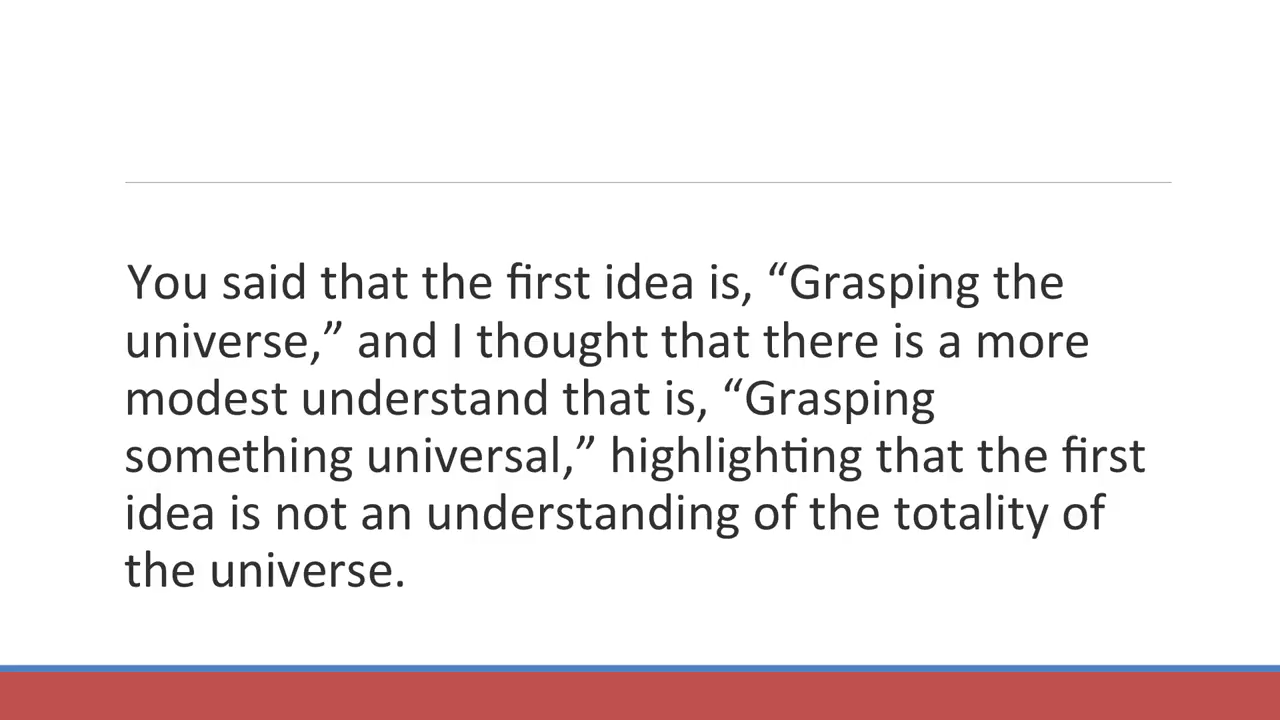 You said that the first idea is, “Grasping the
universe,” and I thought that there is a more
modest understand that is, “Grasping
something universal,” highlighting that the first
idea is not an understanding of the totality of
the universe.